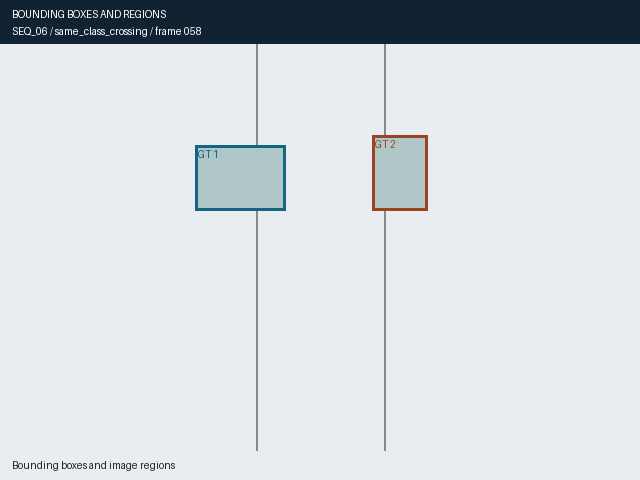 BOUNDING BOXES AND REGIONS
SEQ_06 / same_class_crossing / frame 058
GT1
GT2
Bounding boxes and image regions